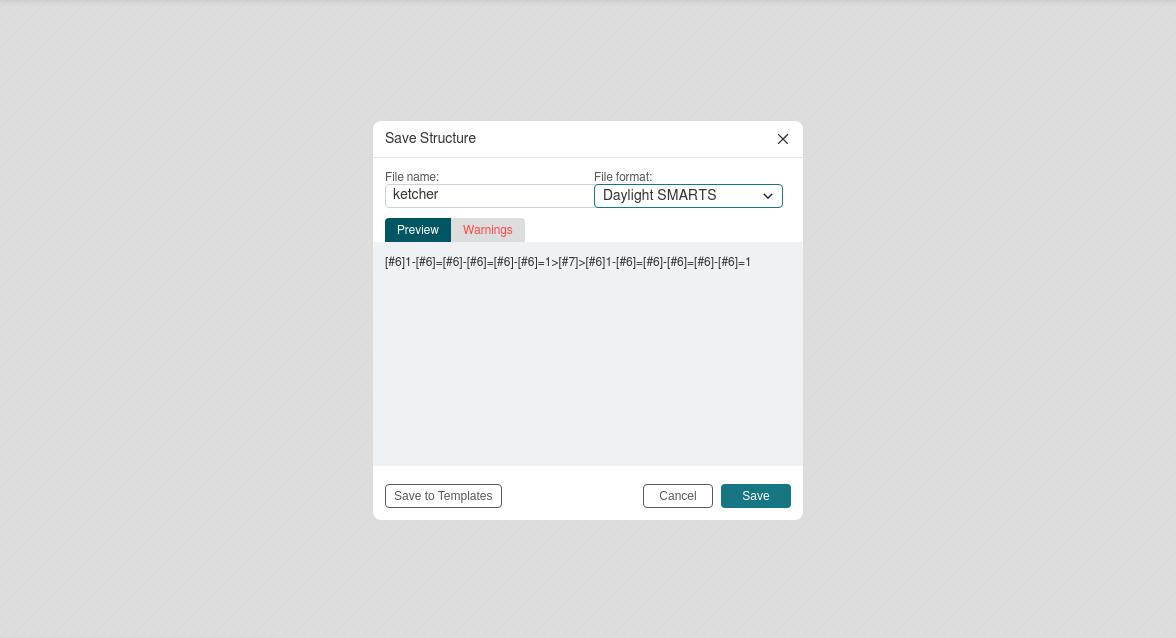 Save Structure
File name: File format:
ketcher Daylight SMARTS
Preview Warnings
[#6]1-[#6]=[#6]-[#6]=[#6]-[#6]=1>[#7]>[#6]1-[#6]=[#6]-[#6]=[#6]-[#6]=1
Save to Templates Cancel Save